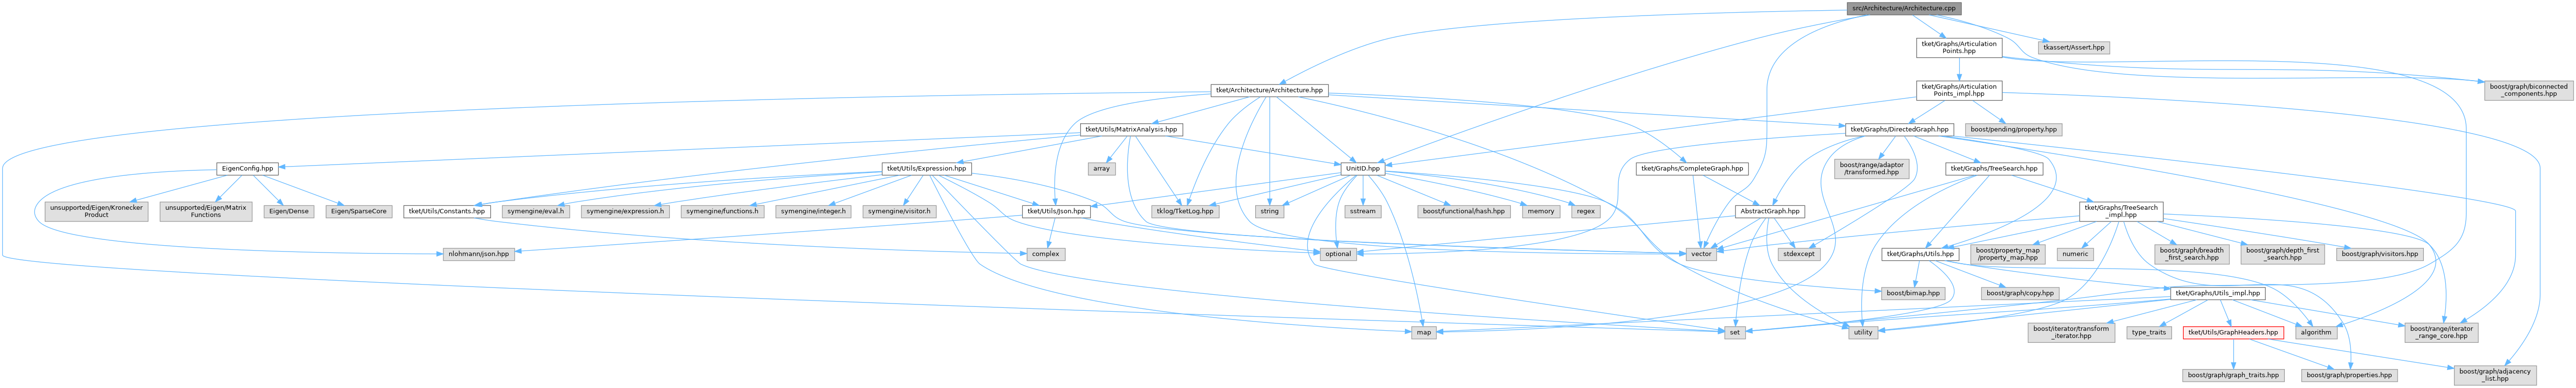 src/Architecture/Architecture.cpp
tket/Graphs/Articulation
Points.hpp
tkassert/Assert.hpp
tket/Architecture/Architecture.hpp
tket/Graphs/Articulation
Points_impl.hpp
boost/graph/biconnected
_components.hpp
tket/Utils/MatrixAnalysis.hpp
tket/Graphs/DirectedGraph.hpp
boost/pending/property.hpp
EigenConfig.hpp
tket/Utils/Expression.hpp
array
UnitID.hpp
tket/Graphs/CompleteGraph.hpp
boost/range/adaptor
/transformed.hpp
tket/Graphs/TreeSearch.hpp
unsupported/Eigen/Kronecker
Product
unsupported/Eigen/Matrix
Functions
Eigen/Dense
Eigen/SparseCore
tket/Utils/Constants.hpp
symengine/eval.h
symengine/expression.h
symengine/functions.h
symengine/integer.h
symengine/visitor.h
tket/Utils/Json.hpp
tklog/TketLog.hpp
string
sstream
boost/functional/hash.hpp
memory
regex
AbstractGraph.hpp
tket/Graphs/TreeSearch
_impl.hpp
nlohmann/json.hpp
complex
optional
vector
stdexcept
tket/Graphs/Utils.hpp
boost/property_map
/property_map.hpp
numeric
boost/graph/breadth
_first_search.hpp
boost/graph/depth_first
_search.hpp
boost/graph/visitors.hpp
boost/bimap.hpp
boost/graph/copy.hpp
tket/Graphs/Utils_impl.hpp
map
set
utility
boost/iterator/transform
_iterator.hpp
type_traits
tket/Utils/GraphHeaders.hpp
algorithm
boost/range/iterator
_range_core.hpp
boost/graph/graph_traits.hpp
boost/graph/properties.hpp
boost/graph/adjacency
_list.hpp